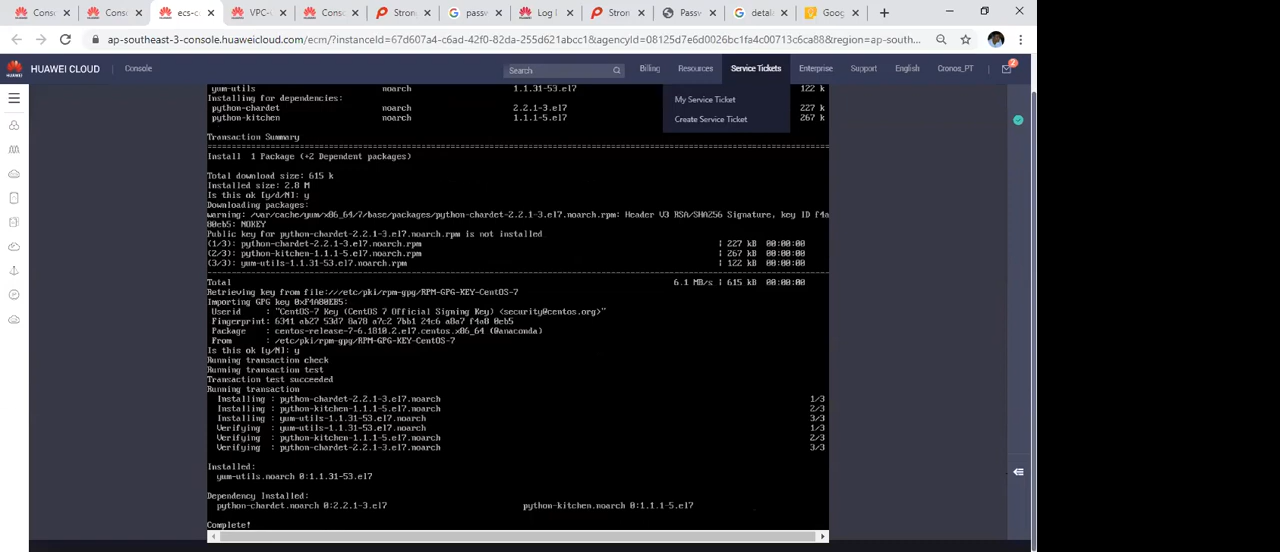 Conso
Conso
ecs-c
VPC-
Conso
Strong
passw
Log I
Stron
Passw
detala
Goog
ap-southeast-3-console.huaweicloud.com/ecm/?instanceId=67d607a4-c6ad-42f0-82da-255d621abcc1&agencyId=08125d7e6d0026bc1fa4c00713c6ca88&region=ap-south...
HUAWEI CLOUD
Console
Search
Billing
Resources
Service Tickets
Enterprise
Support
English
Cronos_PT
2
My Service Ticket
Create Service Ticket
yum-utils noarch 1.1.31-53.el7 122 k
Installing for dependencies:
python-chardet noarch 2.2.1-3.el7 227 k
python-kitchen noarch 1.1.1-5.el7 267 k
Transaction Summary
Install 1 Package (+2 Dependent packages)
Total download size: 615 k
Installed size: 2.8 M
Is this ok [y/d/N]: y
Downloading packages:
warning: /var/cache/yum/x86_64/7/base/packages/python-chardet-2.2.1-3.el7.noarch.rpm: Header V3 RSA/SHA256 Signature, key ID f4a
80eb5: NOKEY
Public key for python-chardet-2.2.1-3.el7.noarch.rpm is not installed
(1/3): python-chardet-2.2.1-3.el7.noarch.rpm | 227 kB 00:00:00
(2/3): python-kitchen-1.1.1-5.el7.noarch.rpm | 267 kB 00:00:00
(3/3): yum-utils-1.1.31-53.el7.noarch.rpm | 122 kB 00:00:00
Total 6.1 MB/s | 615 kB 00:00:00
Retrieving key from file:///etc/pki/rpm-gpg/RPM-GPG-KEY-CentOS-7
Importing GPG key 0xF4A80EB5:
Userid : "CentOS-7 Key (CentOS 7 Official Signing Key) <security@centos.org>"
Fingerprint: 6341 ab27 53d7 8a78 a7c2 7bb1 24c6 a8a7 f4a8 0eb5
Package : centos-release-7-6.1810.2.el7.centos.x86_64 (@anaconda)
From : /etc/pki/rpm-gpg/RPM-GPG-KEY-CentOS-7
Is this ok [y/N]: y
Running transaction check
Running transaction test
Transaction test succeeded
Running transaction
Installing : python-chardet-2.2.1-3.el7.noarch 1/3
Installing : python-kitchen-1.1.1-5.el7.noarch 2/3
Installing : yum-utils-1.1.31-53.el7.noarch 3/3
Verifying : yum-utils-1.1.31-53.el7.noarch 1/3
Verifying : python-kitchen-1.1.1-5.el7.noarch 2/3
Verifying : python-chardet-2.2.1-3.el7.noarch 3/3
Installed:
yum-utils.noarch 0:1.1.31-53.el7
Dependency Installed:
python-chardet.noarch 0:2.2.1-3.el7 python-kitchen.noarch 0:1.1.1-5.el7
Complete!